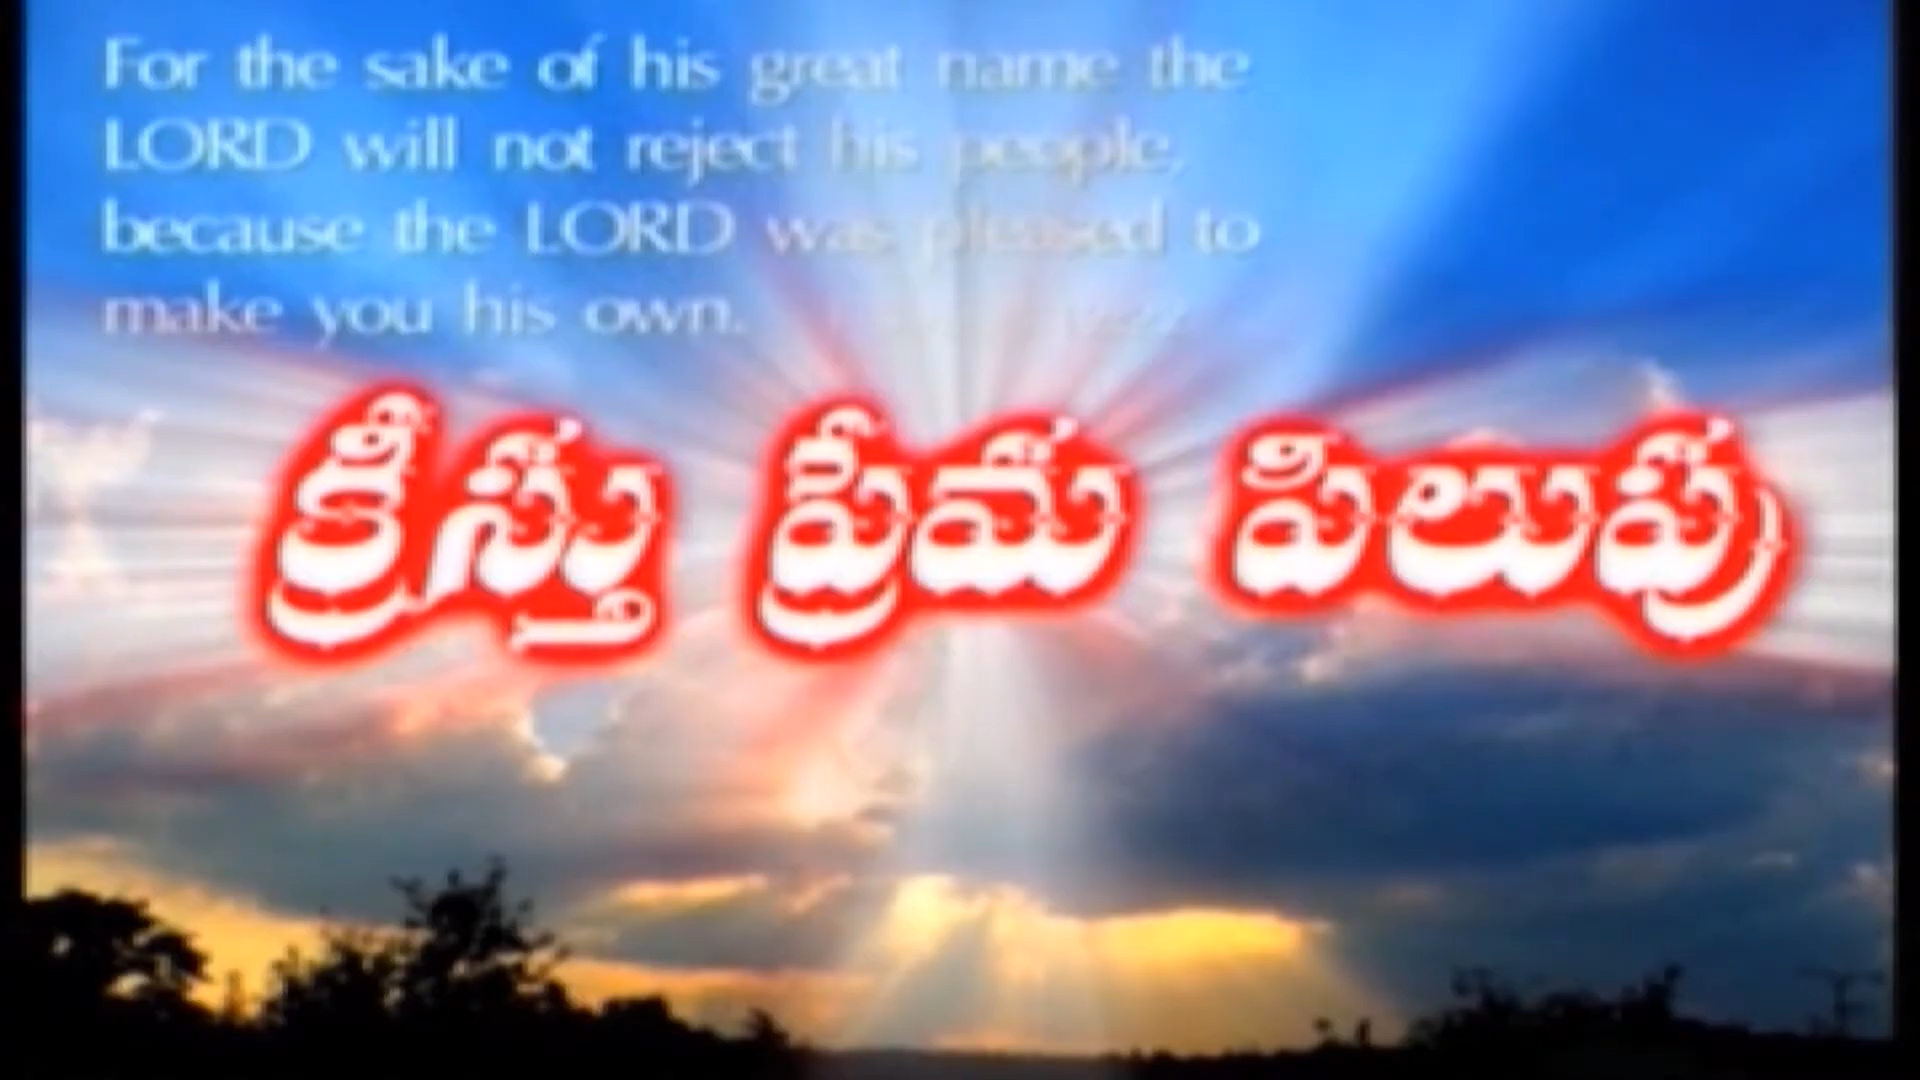 For the sake of his great name the
LORD will not reject his people,
because the LORD was pleased to
make you his own.
క్రీస్తు ప్రేమ పిలుపు